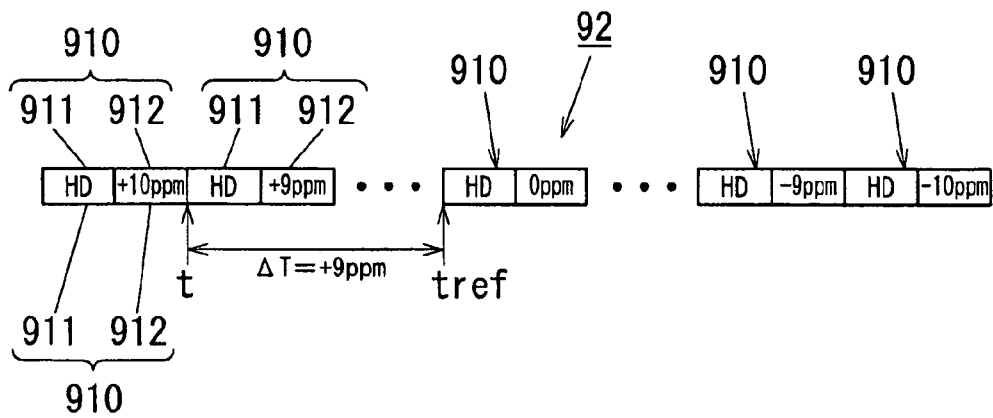 92
910 910 910 910 910
911 912 911 912
HD +10ppm HD +9ppm ••• HD 0ppm ••• HD -9ppm HD -10ppm
ΔT=+9ppm
t tref
911 912
910